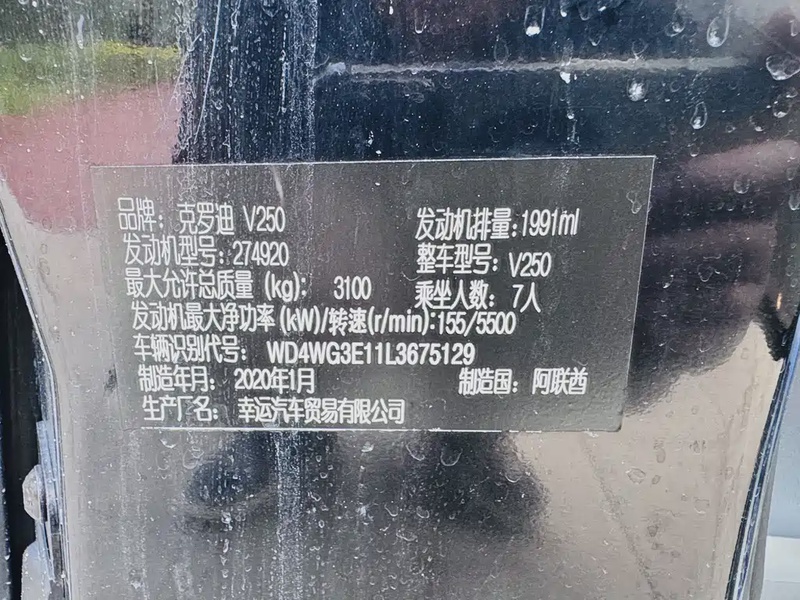 品牌：克罗迪 V250 发动机排量:1991ml
发动机型号:274920 整车型号：V250
最大允许总质量 (kg)： 3100 乘坐人数：7人
发动机最大净功率(kW)/转速(r/min):155/5500
车辆识别代号： WD4WG3E11L3675129
制造年月： 2020年1月 制造国：阿联酋
生产厂名： 幸运汽车贸易有限公司